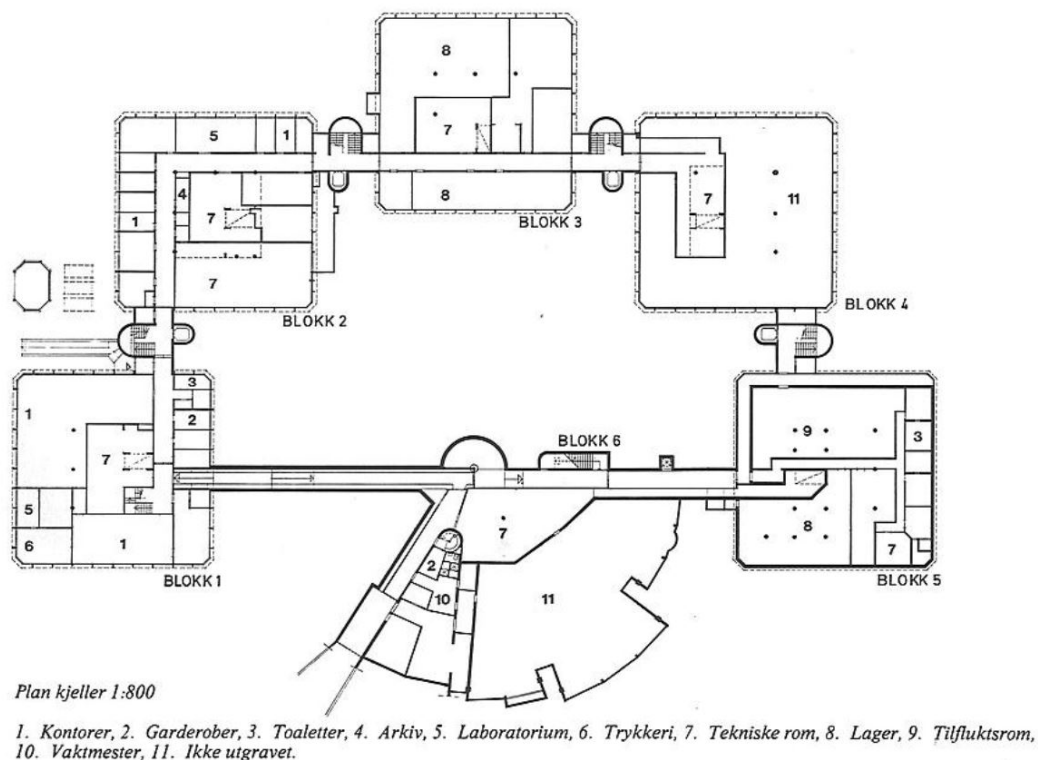 8
5
1
7
4
7
8
7
11
1
7
BLOKK 3
BLOKK 2
BLOKK 4
3
1
2
7
9
3
BLOKK 6
5
6
1
7
8
7
BLOKK 1
BLOKK 5
2
10
11
Plan kjeller 1:800
1. Kontorer, 2. Garderober, 3. Toaletter, 4. Arkiv, 5. Laboratorium, 6. Trykkeri, 7. Tekniske rom, 8. Lager, 9. Tilfluktsrom,
10. Vaktmester, 11. Ikke utgravet.